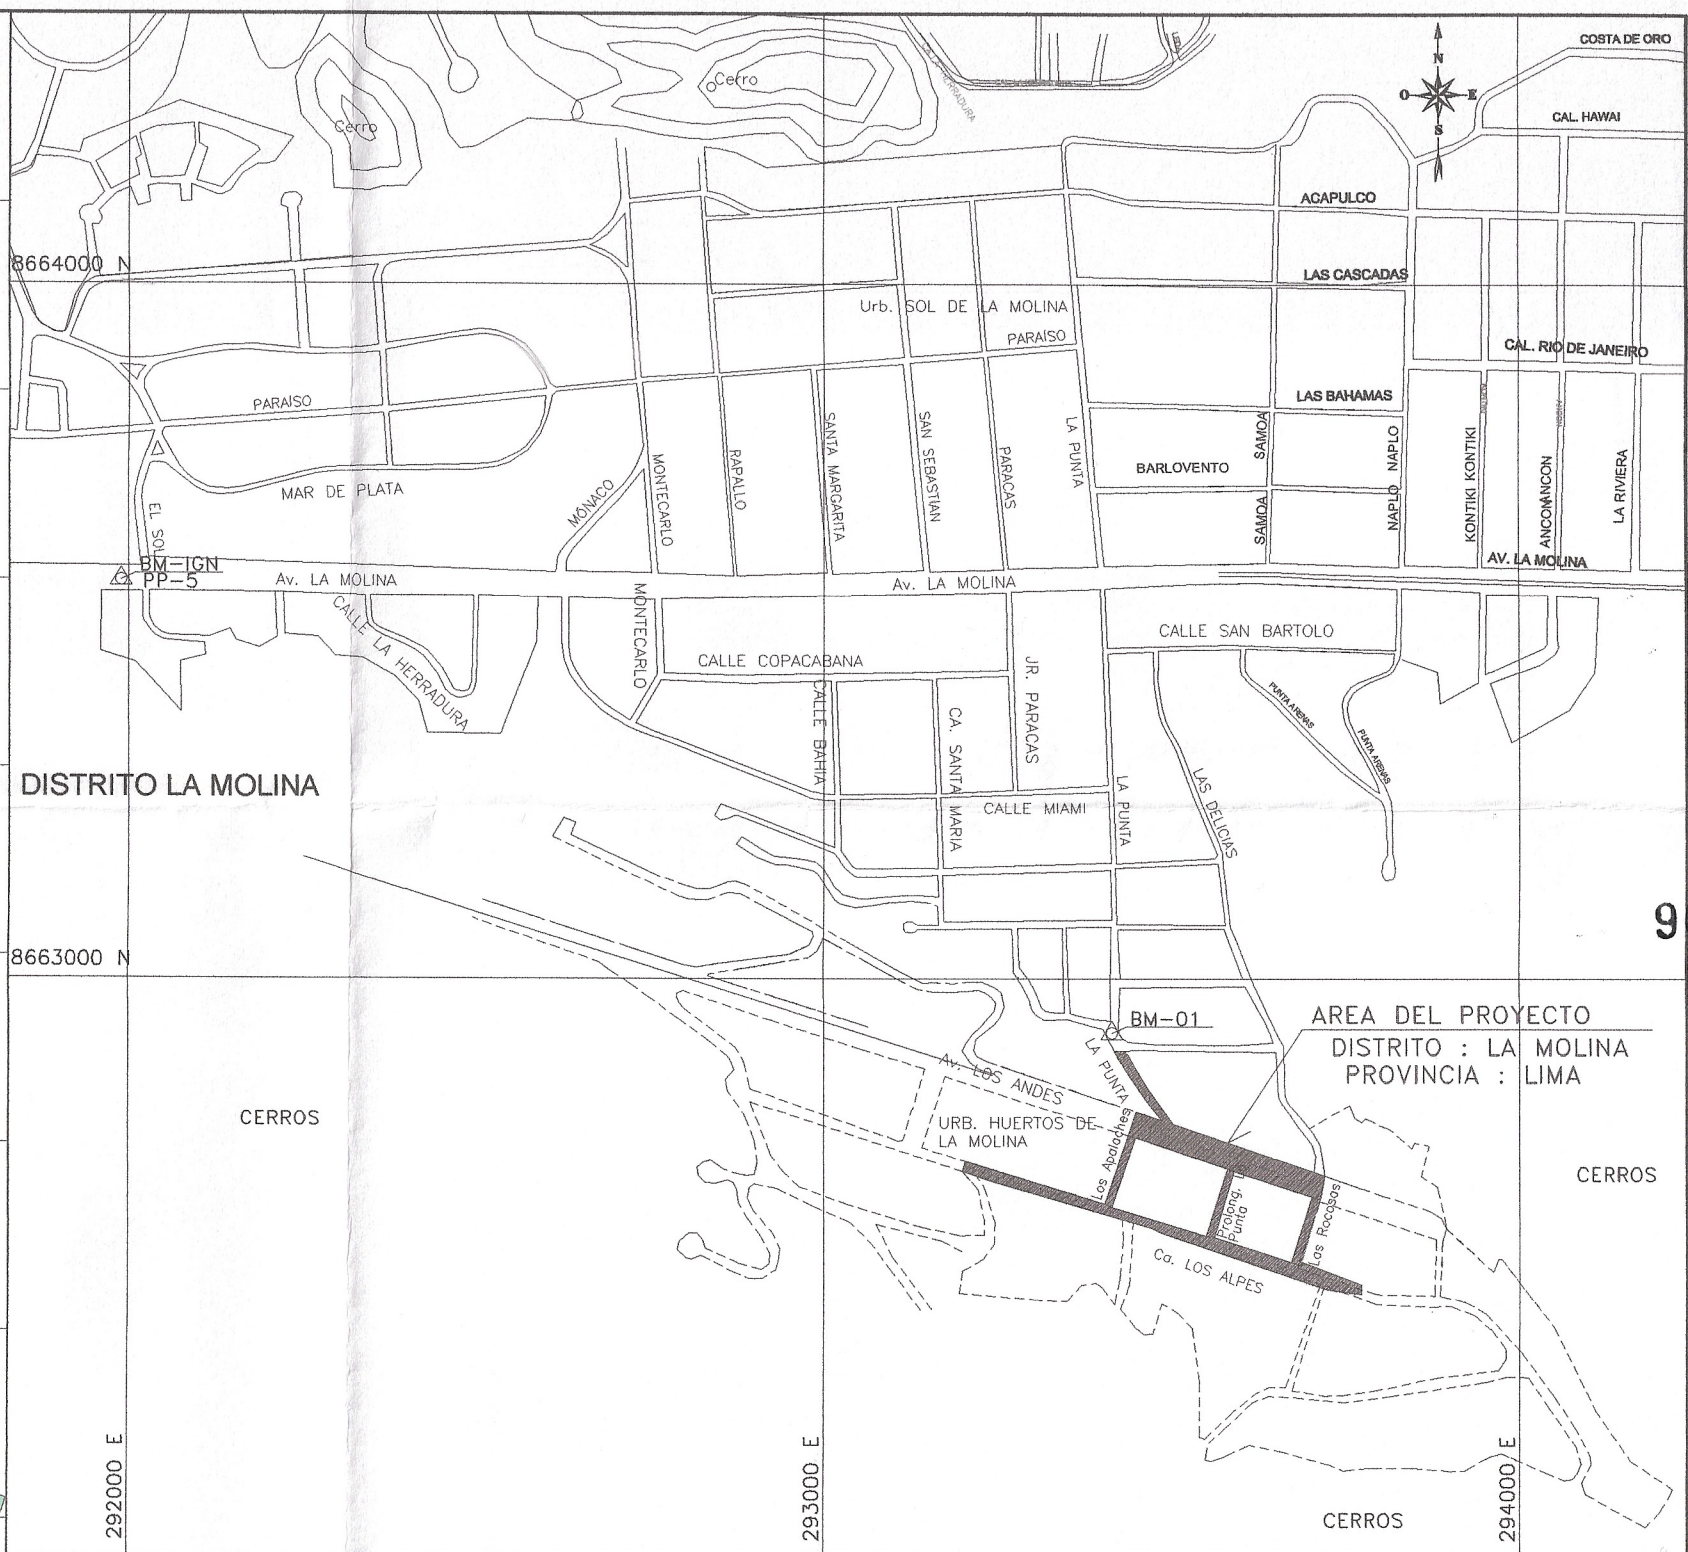 COSTA DE ORO
N
O
E
S
CAL. HAWAI
Cerro
Cerro
ACAPULCO
8664000 N
LAS CASCADAS
Urb. SOL DE LA MOLINA
PARAISO
CAL. RIO DE JANEIRO
PARAISO
LAS BAHAMAS
MAR DE PLATA
EL SOL
MÓNACO
MONTECARLO
RAPALLO
SANTA MARGARITA
SAN SEBASTIAN
PARACAS
LA PUNTA
BARLOVENTO
SAMOA
SAMOA
NAPLO
NAPLO
KONTIKI KONTIKI
ANCON ANCON
LA RIVIERA
BM-IGN
PP-5
Av. LA MOLINA
Av. LA MOLINA
AV. LA MOLINA
CALLE LA HERRADURA
MONTECARLO
CALLE COPACABANA
CALLE SAN BARTOLO
JR. PARACAS
CALLE BAHIA
CA. SANTA MARIA
PUNTA ARENAS
PUNTA ARENAS
DISTRITO LA MOLINA
CALLE MIAMI
LA PUNTA
LAS DELICIAS
9
8663000 N
BM-01
AREA DEL PROYECTO
DISTRITO : LA MOLINA
PROVINCIA : LIMA
LA PUNTA
Av. LOS ANDES
CERROS
URB. HUERTOS DE
LA MOLINA
Los Apalaches
Prolong.
Punta
Las Rocosas
CERROS
Ca. LOS ALPES
292000 E
293000 E
294000 E
CERROS